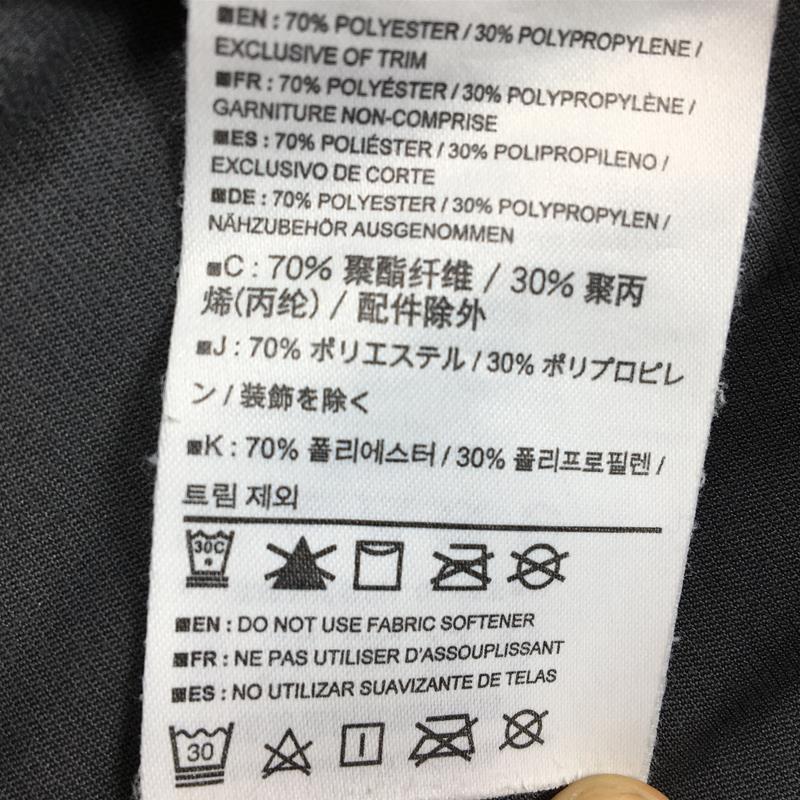 EN : 70% POLYESTER / 30% POLYPROPYLENE /
EXCLUSIVE OF TRIM
FR : 70% POLYÉSTER / 30% POLYPROPYLÈNE /
GARNITURE NON-COMPRISE
ES : 70% POLIÉSTER / 30% POLIPROPILENO /
EXCLUSIVO DE CORTE
DE : 70% POLYESTER / 30% POLYPROPYLEN /
NÄHZUBEHÖR AUSGENOMMEN
C : 70% 聚酯纤维 / 30% 聚丙
烯(丙纶) / 配件除外
J : 70% ポリエステル / 30% ポリプロピレ
ン / 装飾を除く
K : 70% 폴리에스터 / 30% 폴리프로필렌 /
트림 제외
30C
EN : DO NOT USE FABRIC SOFTENER
FR : NE PAS UTILISER D'ASSOUPLISSANT
ES : NO UTILIZAR SUAVIZANTE DE TELAS
30